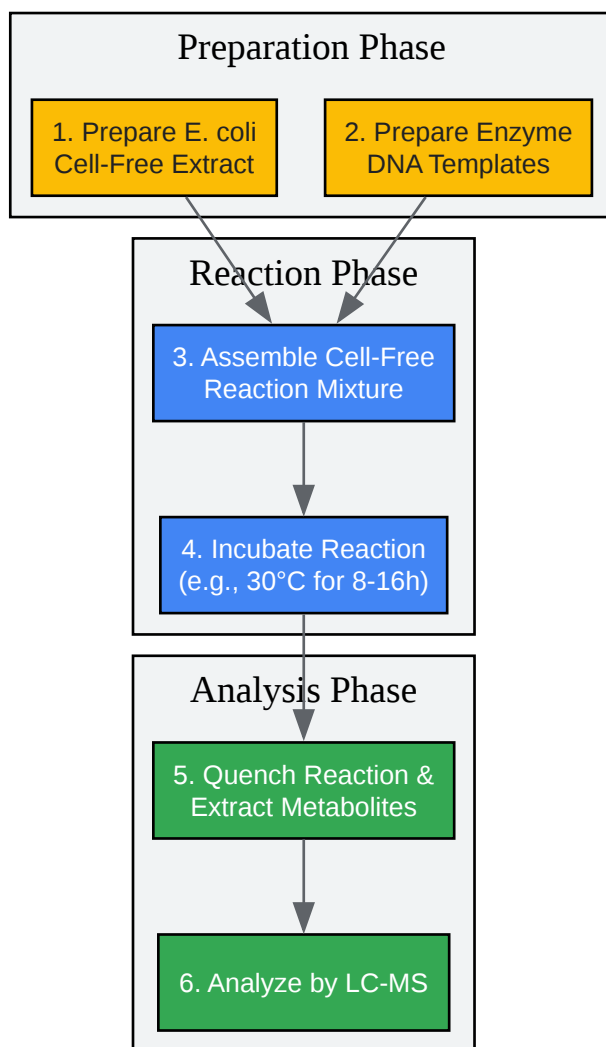 Preparation Phase
1. Prepare E. coli
Cell-Free Extract
2. Prepare Enzyme
DNA Templates
Reaction Phase
3. Assemble Cell-Free
Reaction Mixture
4. Incubate Reaction
(e.g., 30°C for 8-16h)
Analysis Phase
5. Quench Reaction &
Extract Metabolites
6. Analyze by LC-MS